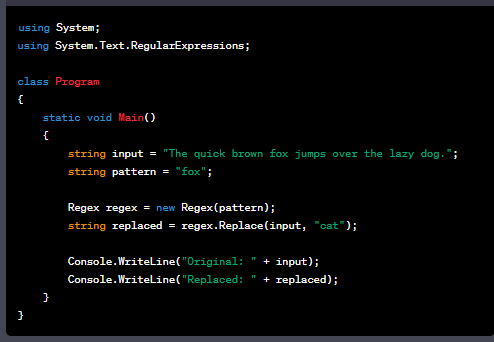 using System;
using System.Text.RegularExpressions;
class Program
{
    static void Main()
    {
        string input = "The quick brown fox jumps over the lazy dog.";
        string pattern = "fox";
        Regex regex = new Regex(pattern);
        string replaced = regex.Replace(input, "cat");
        Console.WriteLine("Original: " + input);
        Console.WriteLine("Replaced: " + replaced);
    }
}